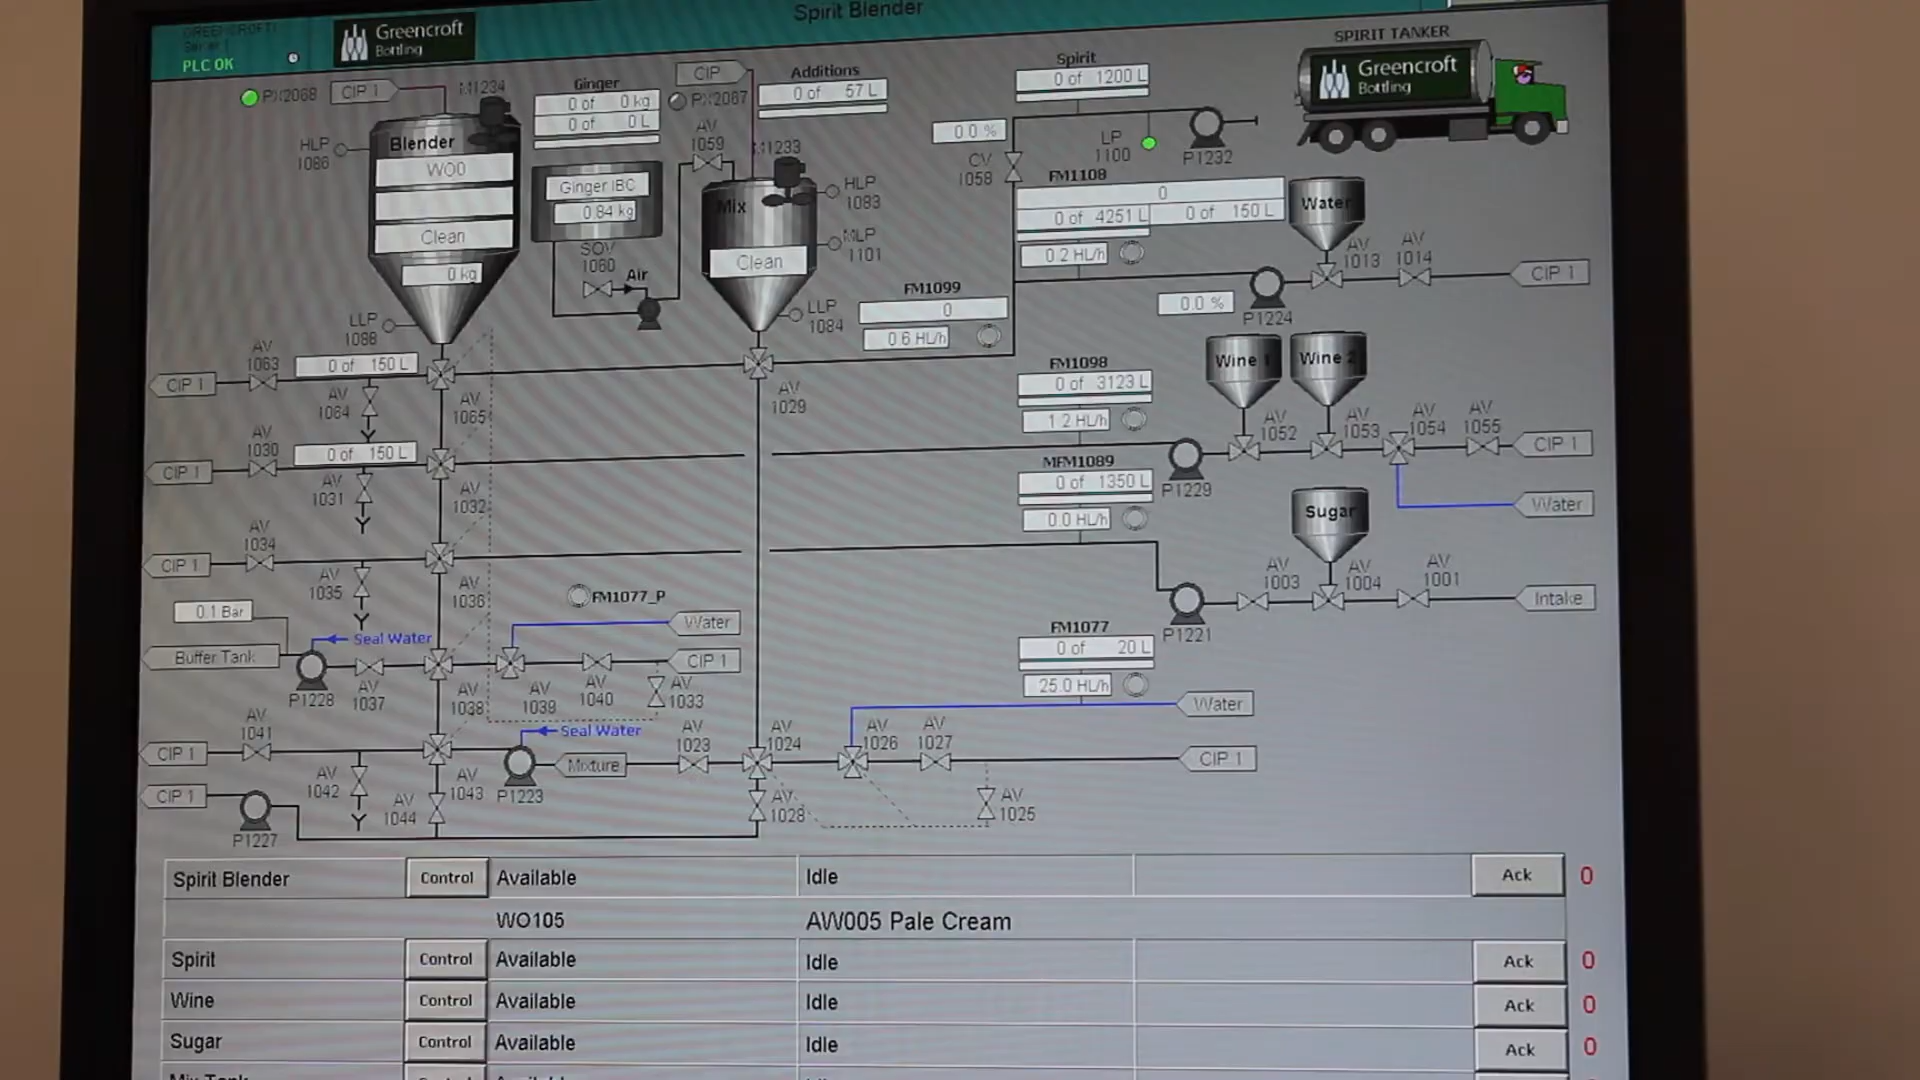 Spirit Blender
GREENCROFT
PLC OK
Greencroft
Bottling
SPIRIT TANKER
Greencroft
Bottling
PX2068
CIP 1
M1234
Ginger
0 of 0 kg
0 of 0 L
CIP
PX2067
Additions
0 of 57 L
Spirit
0 of 1200 L
0.0 %
CV
1058
LP
1100
P1232
HLP
1086
Blender
WO0
Clean
0 kg
Ginger IBC
0.84 kg
SOV
1060
Air
AV
1059
M1233
Mix
Clean
HLP
1083
MLP
1101
LLP
1084
FM1108
0
0 of 4251 L
0 of 150 L
0.2 HL/h
Water
AV
1013
AV
1014
CIP 1
0.0 %
P1224
FM1099
0
0.6 HL/h
LLP
1088
AV
1063
0 of 150 L
CIP 1
AV
1064
AV
1065
AV
1029
FM1098
0 of 3123 L
1.2 HL/h
Wine 1
Wine 2
AV
1052
AV
1053
AV
1054
AV
1055
CIP 1
P1229
Water
AV
1030
0 of 150 L
CIP 1
AV
1031
AV
1032
MFM1089
0 of 1350 L
0.0 HL/h
Sugar
AV
1003
AV
1004
AV
1001
Intake
P1221
AV
1034
CIP 1
AV
1035
AV
1036
0.1 Bar
Seal Water
Buffer Tank
P1228
AV
1037
AV
1038
FM1077_P
Water
CIP 1
AV
1039
AV
1040
AV
1033
FM1077
0 of 20 L
25.0 HL/h
Water
AV
1041
CIP 1
AV
1042
CIP 1
P1227
AV
1044
AV
1043
Seal Water
Mixture
P1223
AV
1023
AV
1024
AV
1026
AV
1027
CIP 1
AV
1028
AV
1025
Spirit Blender Control Available Idle Ack 0
WO105 AW005 Pale Cream
Spirit Control Available Idle Ack 0
Wine Control Available Idle Ack 0
Sugar Control Available Idle Ack 0